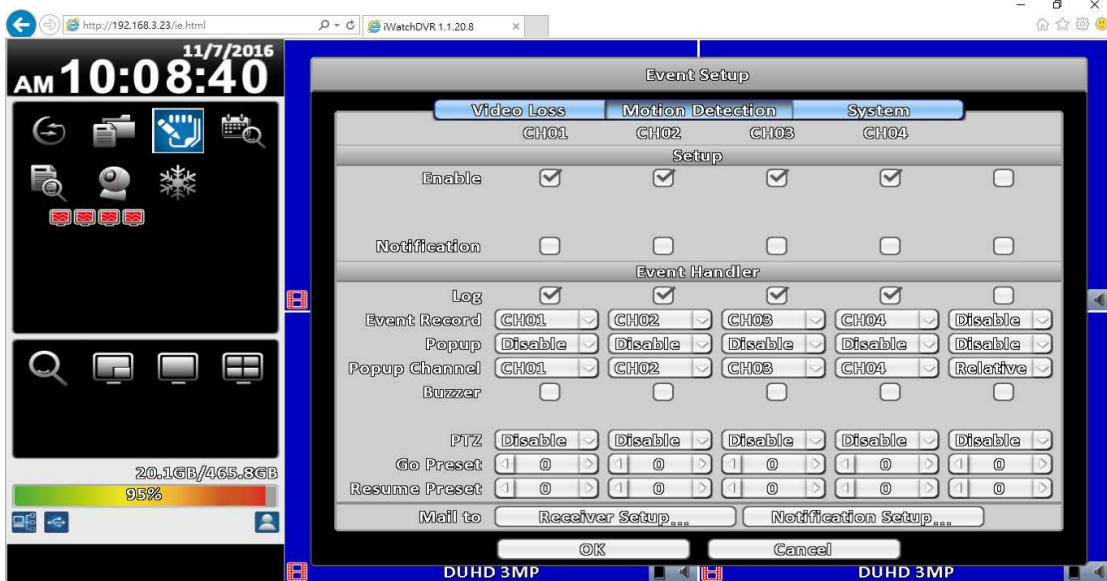 http://192.168.3.23/ie.html
iWatchDVR 1.1.20.8
11/7/2016
AM 10:08:40
20.1GB/465.8GB
95%
Event Setup
Video Loss Motion Detection System
CH01 CH02 CH03 CH04
Setup
Enable
Notification
Event Handler
Log
Event Record CH01 CH02 CH03 CH04 Disable
Popup Disable Disable Disable Disable Disable
Popup Channel CH01 CH02 CH03 CH04 Relative
Buzzer
PTZ Disable Disable Disable Disable Disable
Go Preset 0 0 0 0 0
Resume Preset 0 0 0 0 0
Mail to Receiver Setup... Notification Setup...
OK Cancel
DUHD 3MP DUHD 3MP